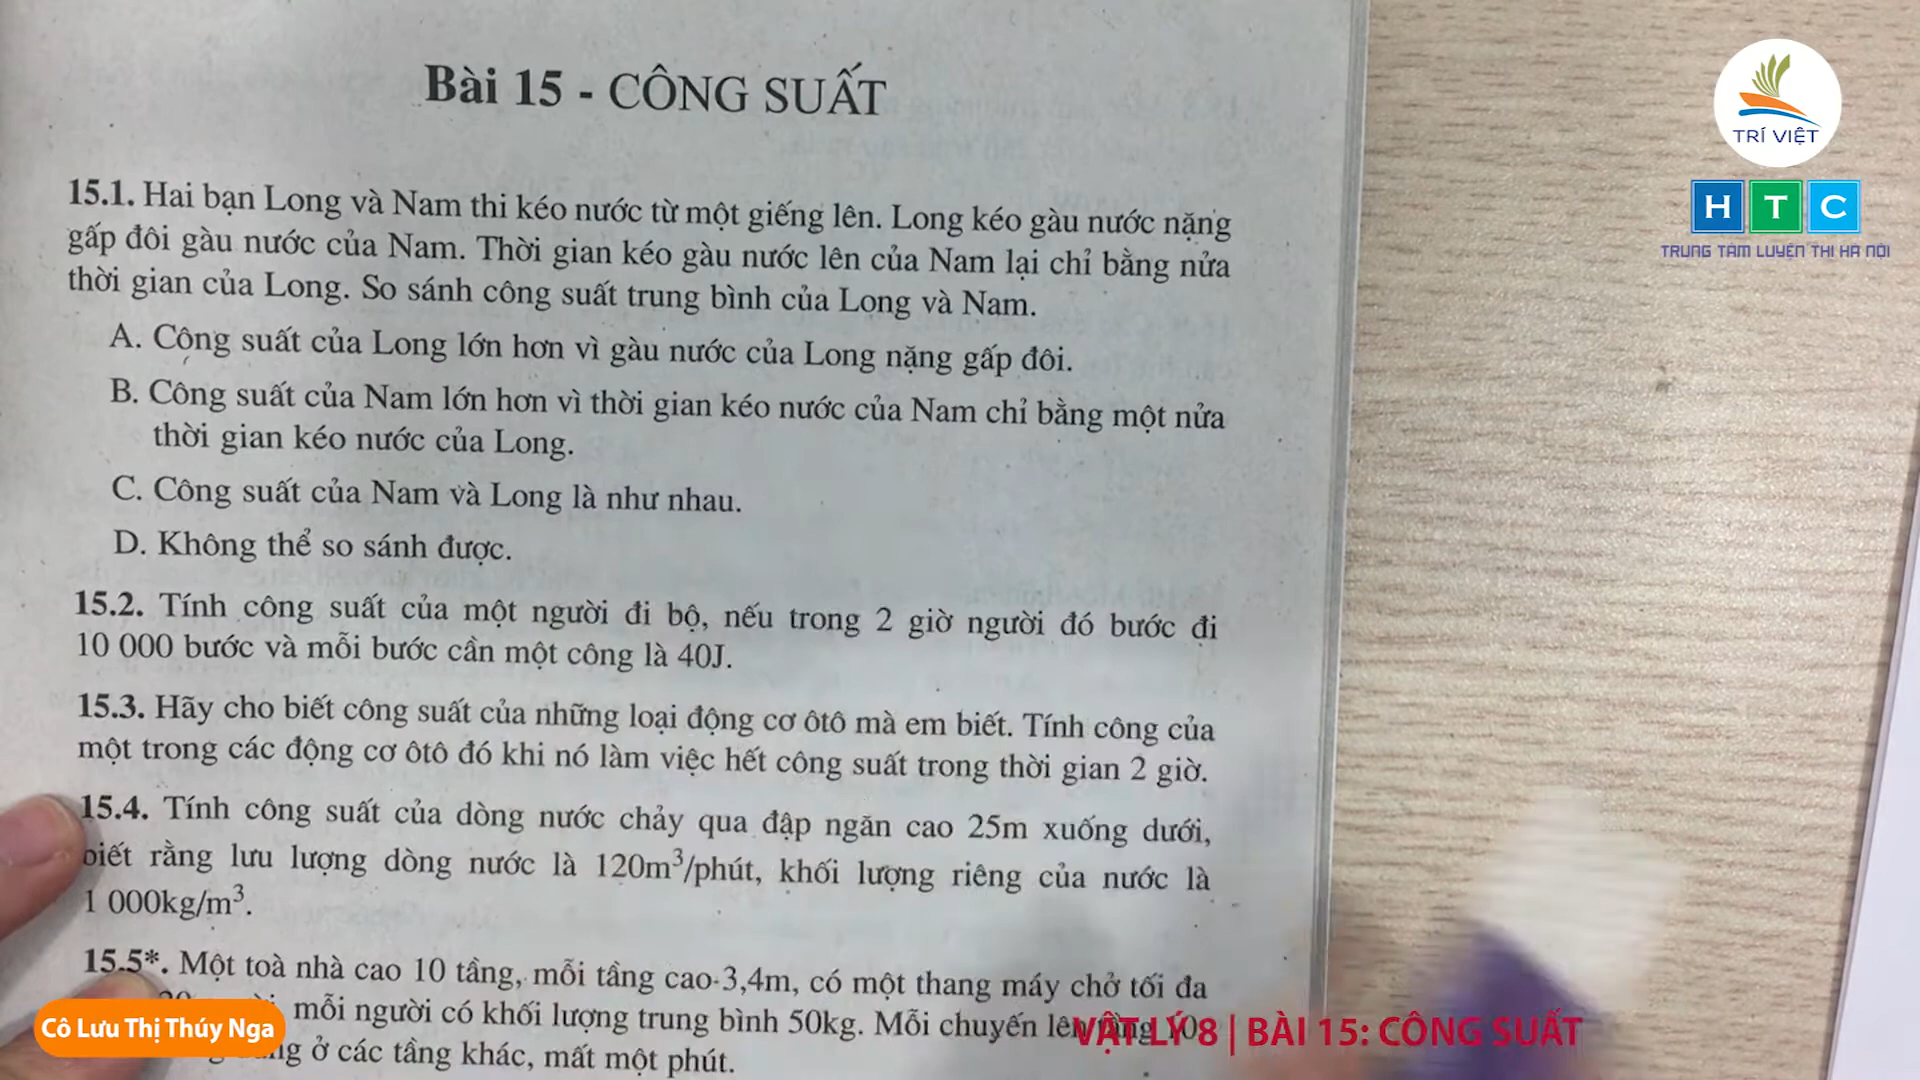 Bài 15 - CÔNG SUẤT
15.1. Hai bạn Long và Nam thi kéo nước từ một giếng lên. Long kéo gàu nước nặng
gấp đôi gàu nước của Nam. Thời gian kéo gàu nước lên của Nam lại chỉ bằng nửa
thời gian của Long. So sánh công suất trung bình của Long và Nam.
A. Công suất của Long lớn hơn vì gàu nước của Long nặng gấp đôi.
B. Công suất của Nam lớn hơn vì thời gian kéo nước của Nam chỉ bằng một nửa
thời gian kéo nước của Long.
C. Công suất của Nam và Long là như nhau.
D. Không thể so sánh được.
15.2. Tính công suất của một người đi bộ, nếu trong 2 giờ người đó bước đi
10 000 bước và mỗi bước cần một công là 40J.
15.3. Hãy cho biết công suất của những loại động cơ ôtô mà em biết. Tính công của
một trong các động cơ ôtô đó khi nó làm việc hết công suất trong thời gian 2 giờ.
15.4. Tính công suất của dòng nước chảy qua đập ngăn cao 25m xuống dưới,
biết rằng lưu lượng dòng nước là 120m³/phút, khối lượng riêng của nước là
1 000kg/m³.
15.5*. Một toà nhà cao 10 tầng, mỗi tầng cao 3,4m, có một thang máy chở tối đa
mỗi người có khối lượng trung bình 50kg. Mỗi chuyến lên
ở các tầng khác, mất một phút.
TRÍ VIỆT
HTC
TRUNG TÂM LUYỆN THI HÀ NỘI
Cô Lưu Thị Thúy Nga
VẬT LÝ 8 | BÀI 15: CÔNG SUẤT